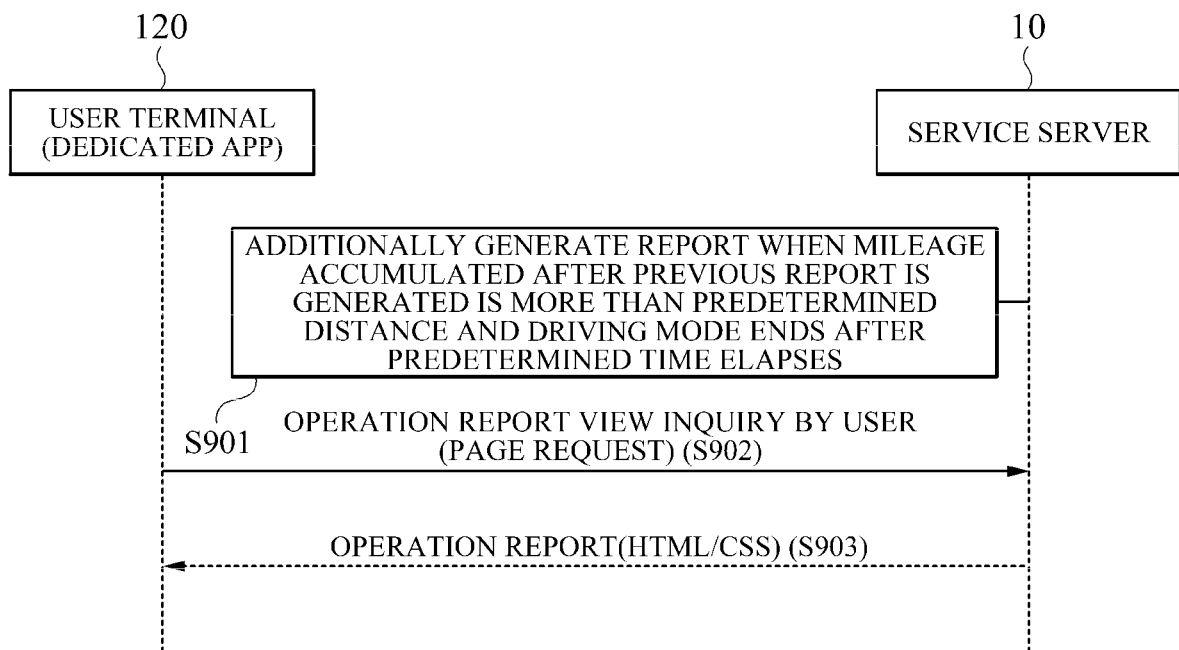 120
10
USER TERMINAL
(DEDICATED APP)
SERVICE SERVER
ADDITIONALLY GENERATE REPORT WHEN MILEAGE
ACCUMULATED AFTER PREVIOUS REPORT IS
GENERATED IS MORE THAN PREDETERMINED
DISTANCE AND DRIVING MODE ENDS AFTER
PREDETERMINED TIME ELAPSES
S901
OPERATION REPORT VIEW INQUIRY BY USER
(PAGE REQUEST) (S902)
OPERATION REPORT(HTML/CSS) (S903)